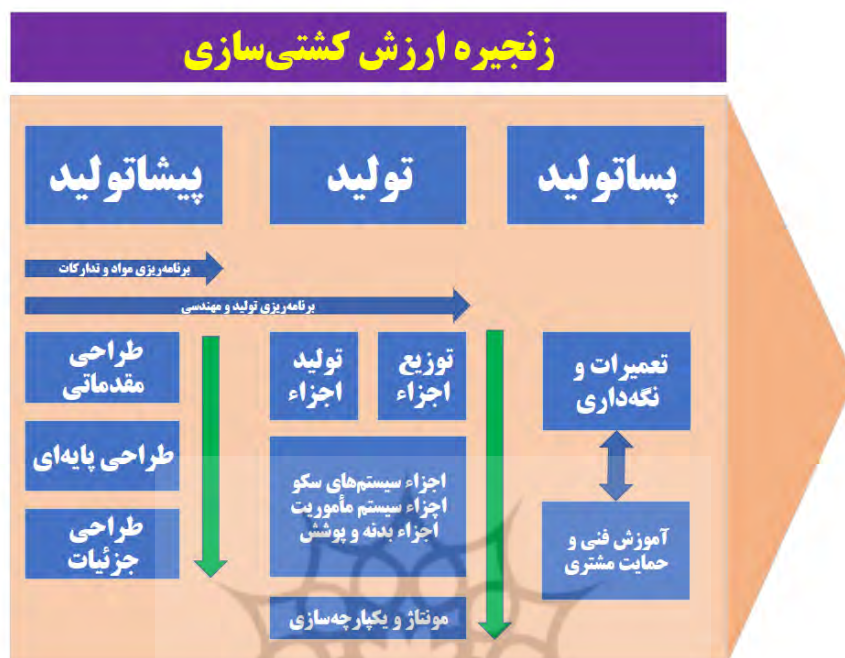 زنجیره ارزش کشتی‌سازی
پیشاتولید
تولید
پساتولید
برنامه‌ریزی مواد و تدارکات
برنامه‌ریزی تولید و مهندسی
طراحی
مقدماتی
طراحی پایه‌ای
طراحی
جزئیات
تولید
اجزاء
توزیع
اجزاء
اجزاء سیستم‌های سکو
اجزاء سیستم مأموریت
اجزاء بدنه و پوشش
مونتاژ و یکپارچه‌سازی
تعمیرات و
نگه‌داری
آموزش فنی و
حمایت مشتری